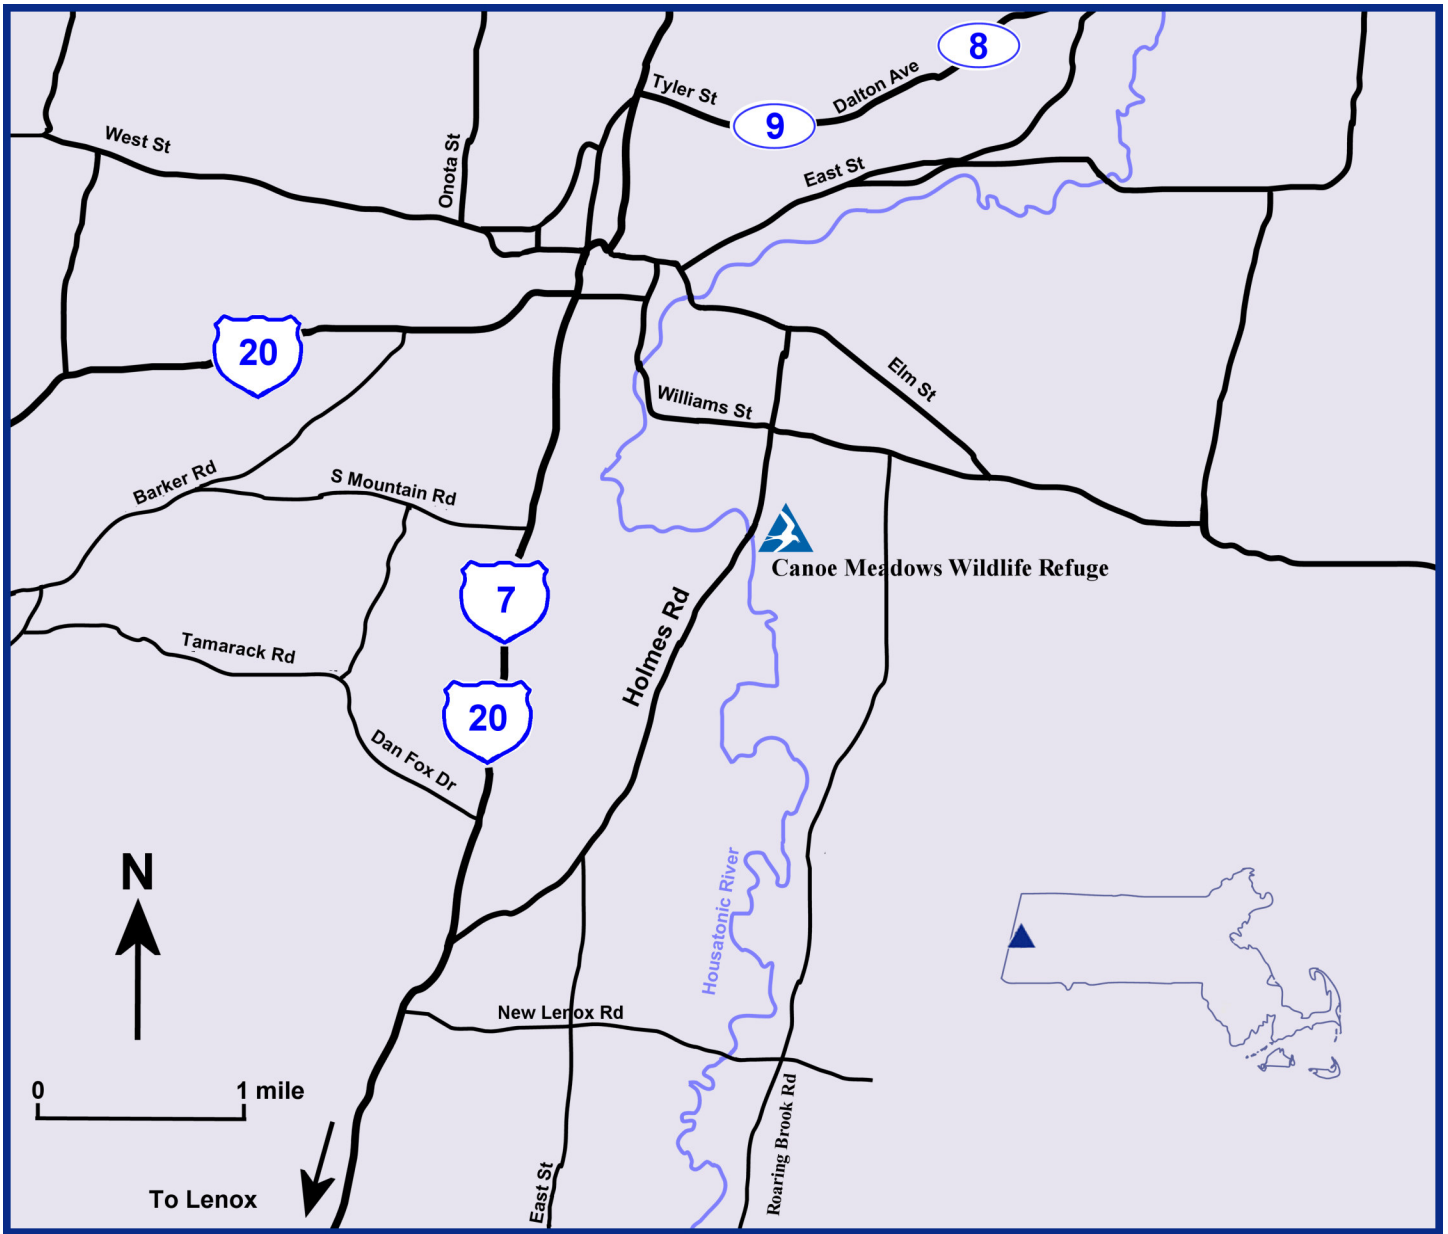 8
Tyler St
9
Dalton Ave
West St
Onota St
East St
20
Elm St
Williams St
Barker Rd
S Mountain Rd
Canoe Meadows Wildlife Refuge
7
Holmes Rd
Tamarack Rd
20
Dan Fox Dr
N
Housatonic River
New Lenox Rd
0 1 mile
Roaring Brook Rd
East St
To Lenox